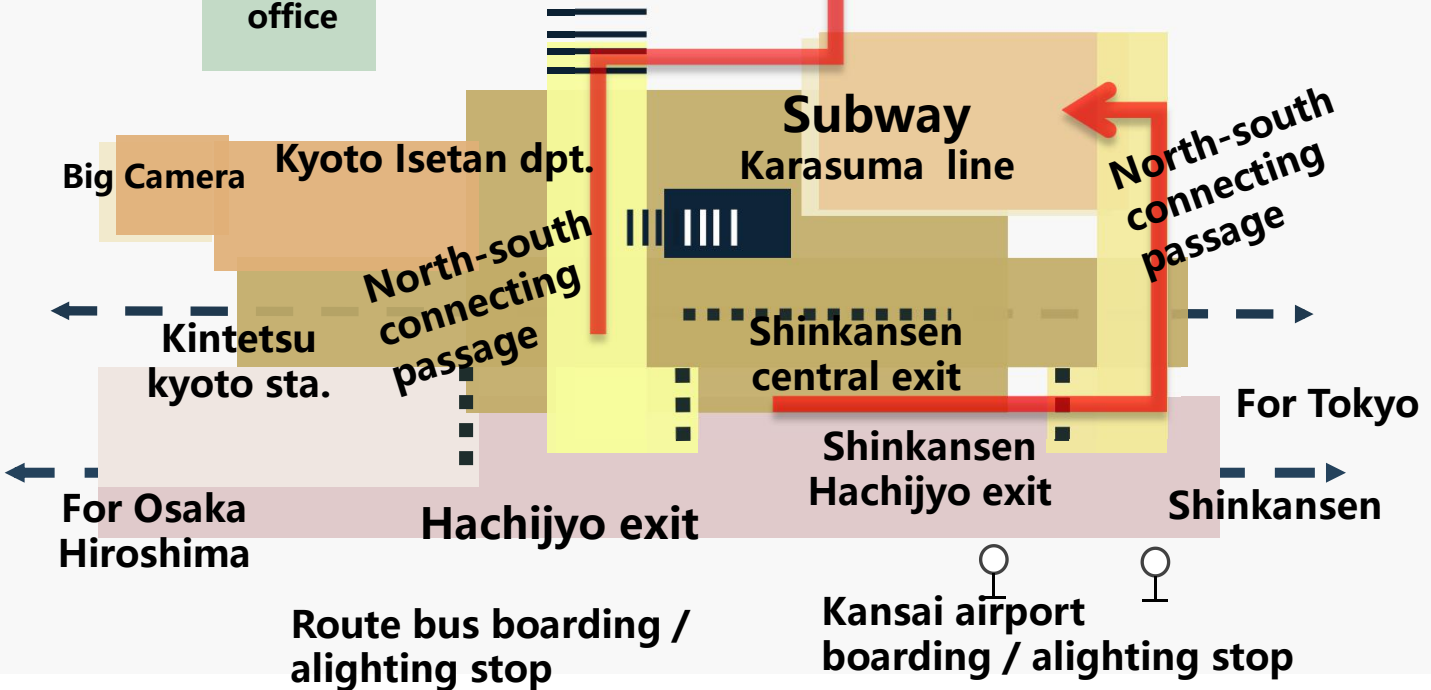 office
Subway
Karasuma line
Kyoto Isetan dpt.
Big Camera
North-south
connecting
passage
North-south
connecting
passage
Kintetsu
kyoto sta.
Shinkansen
central exit
For Tokyo
Shinkansen
Hachijyo exit
Shinkansen
For Osaka
Hiroshima
Hachijyo exit
Route bus boarding /
alighting stop
Kansai airport
boarding / alighting stop